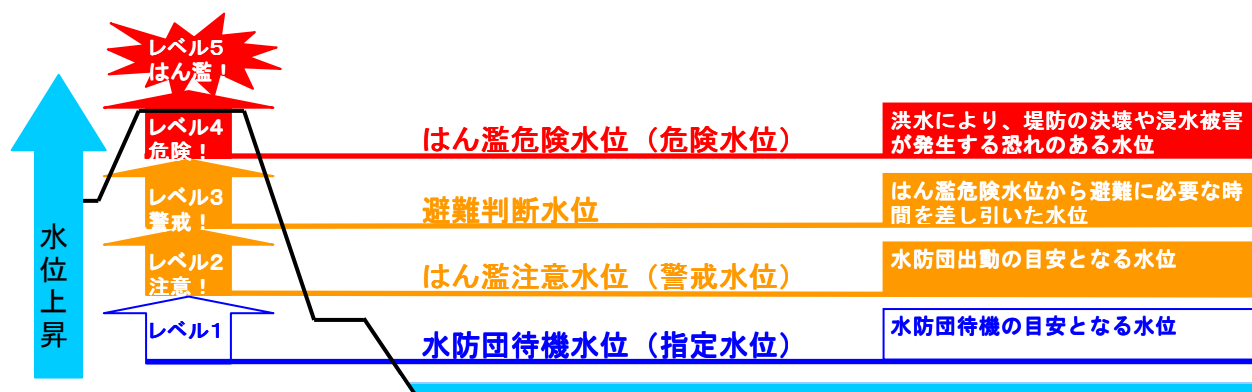 レベル5
はん濫！
レベル4
危険！
はん濫危険水位（危険水位）
洪水により、堤防の決壊や浸水被害
が発生する恐れのある水位
レベル3
警戒！
避難判断水位
はん濫危険水位から避難に必要な時
間を差し引いた水位
レベル2
注意！
はん濫注意水位（警戒水位）
水防団出動の目安となる水位
レベル1
水防団待機水位（指定水位）
水防団待機の目安となる水位
水位上昇